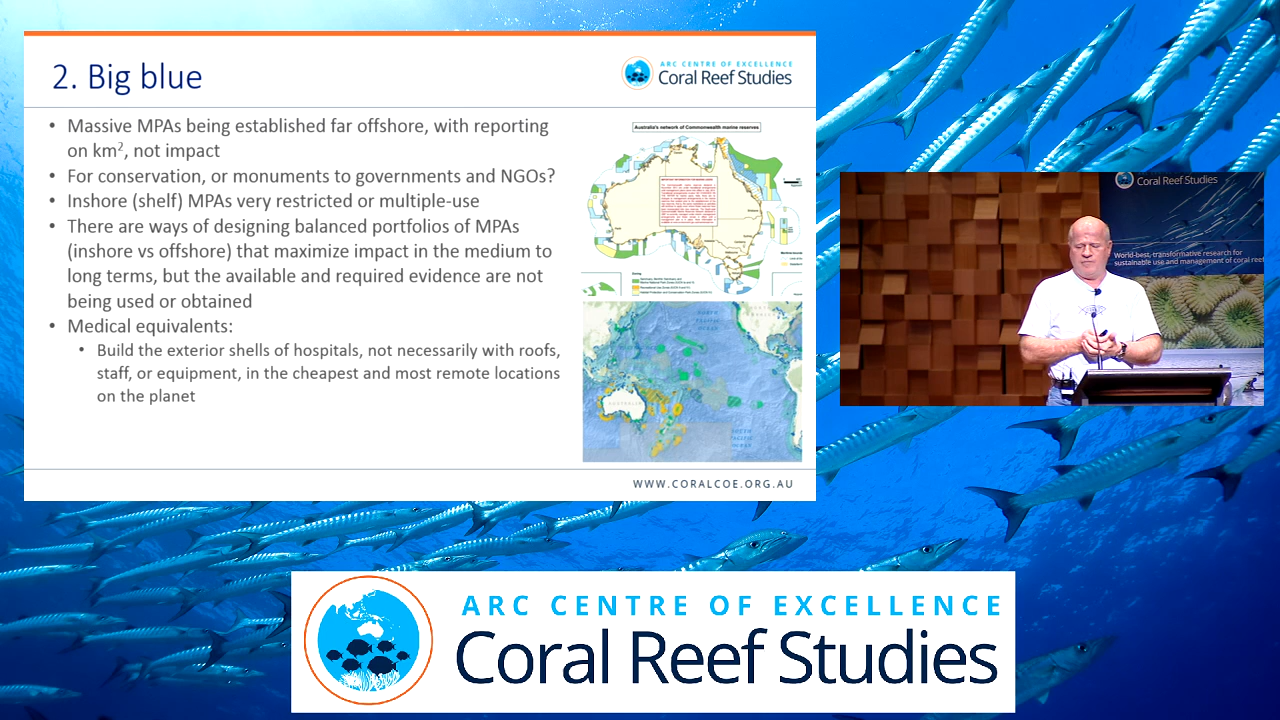 2. Big blue
ARC CENTRE OF EXCELLENCE
Coral Reef Studies
• Massive MPAs being established far offshore, with reporting
on km², not impact
• For conservation, or monuments to governments and NGOs?
• Inshore (shelf) MPAs very restricted or multiple-use
• There are ways of designing balanced portfolios of MPAs
(inshore vs offshore) that maximize impact in the medium to
long terms, but the available and required evidence are not
being used or obtained
• Medical equivalents:
• Build the exterior shells of hospitals, not necessarily with roofs,
staff, or equipment, in the cheapest and most remote locations
on the planet
Australia's network of Commonwealth marine reserves
AUSTRALIA
SOUTH
PACIFIC
OCEAN
WWW.CORALCOE.ORG.AU
Coral Reef Studies
World-best, transformative research for
sustainable use and management of coral reef
ARC CENTRE OF EXCELLENCE
Coral Reef Studies